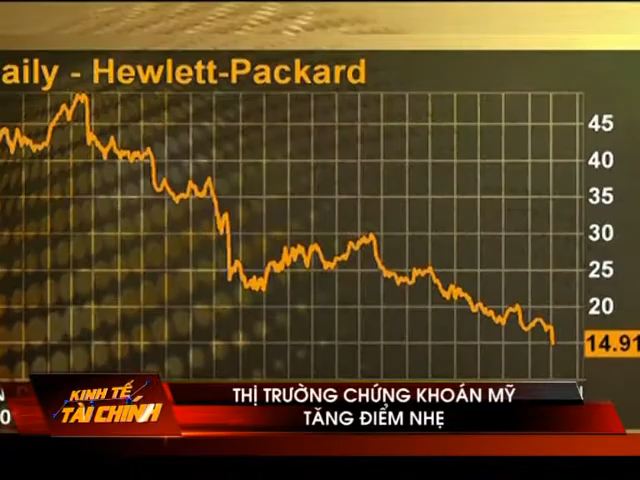 aily - Hewlett-Packard
45
40
35
30
25
20
14.91
KINH TẾ
TÀI CHÍNH
THỊ TRƯỜNG CHỨNG KHOÁN MỸ
TĂNG ĐIỂM NHẸ